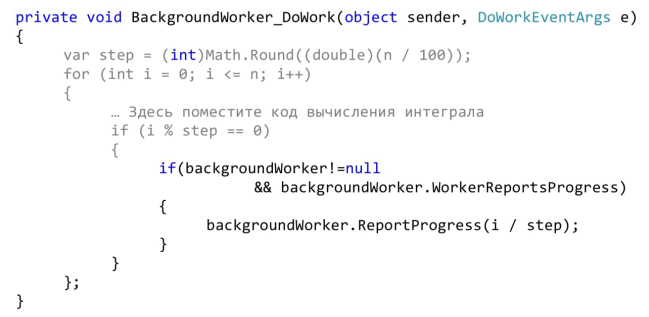 private void BackgroundWorker_DoWork(object sender, DoWorkEventArgs e)
{
var step = (int)Math.Round((double)(n / 100));
for (int i = 0; i <= n; i++)
{
… Здесь поместите код вычисления интеграла
if (i % step == 0)
{
if(backgroundWorker!=null
&& backgroundWorker.WorkerReportsProgress)
{
backgroundWorker.ReportProgress(i / step);
}
}
};
}